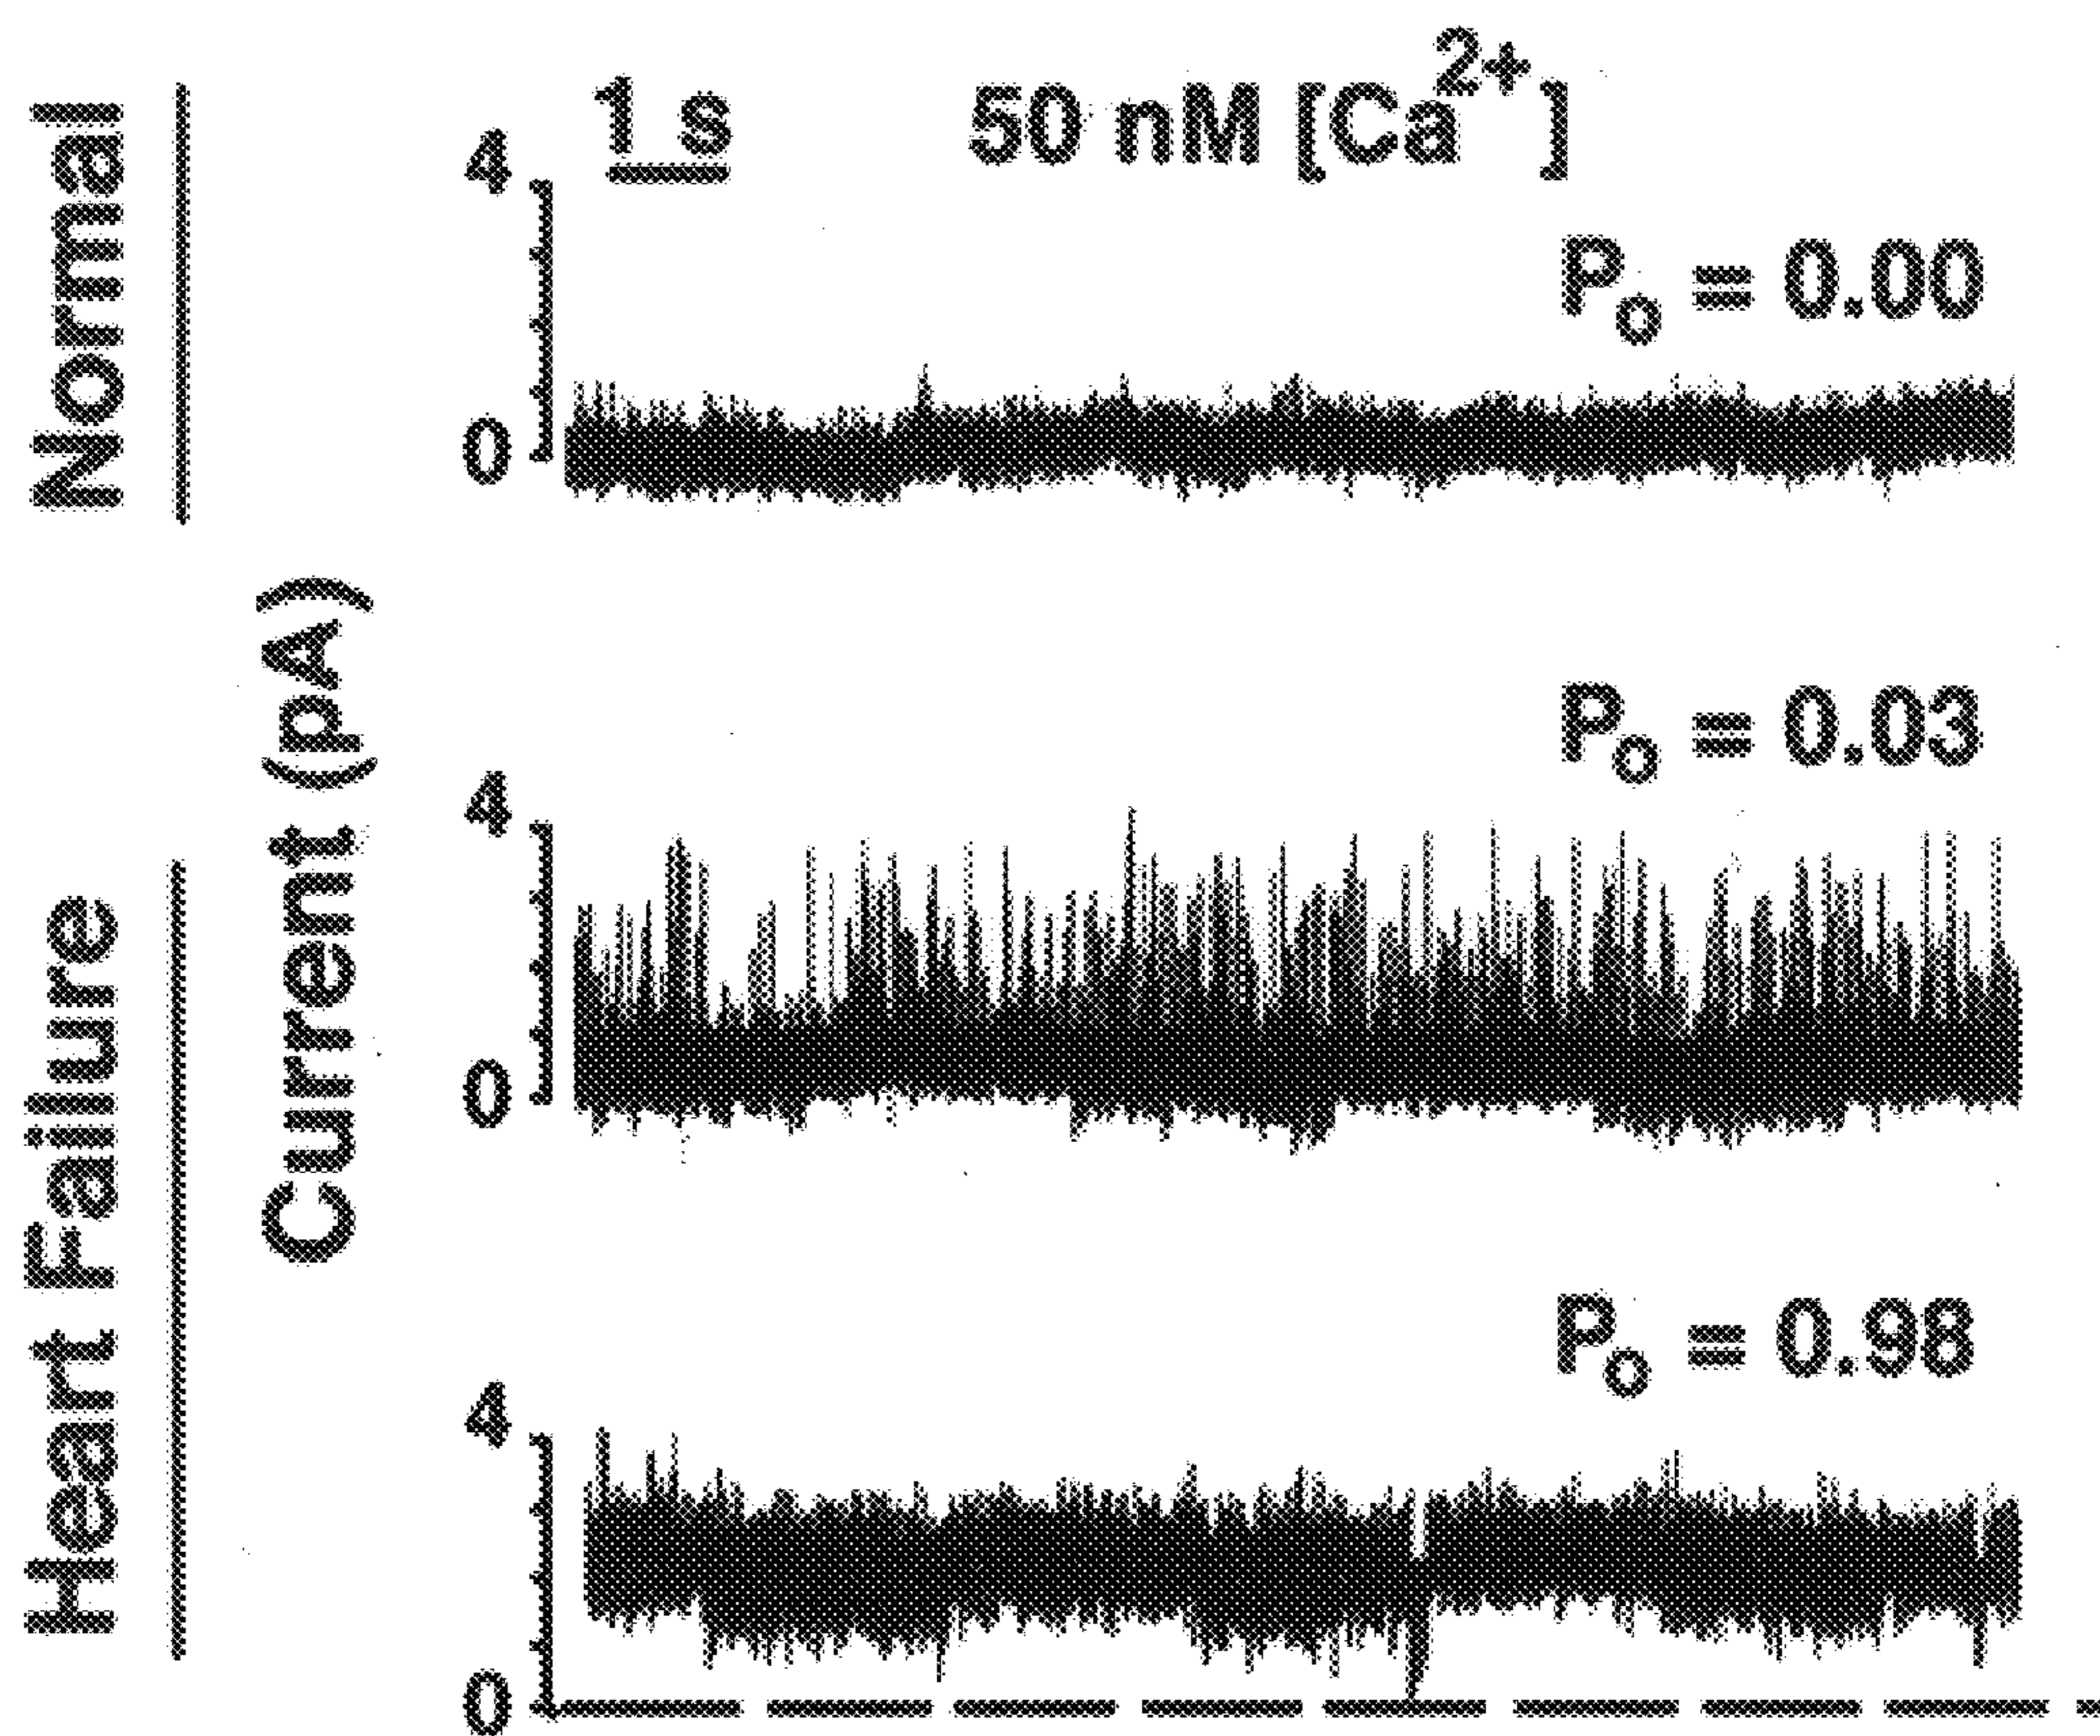 Normal
1 s
50 nM [Ca2+]
4
Po = 0.00
0
Current (pA)
Heart Failure
Po = 0.03
4
0
Po = 0.98
4
0